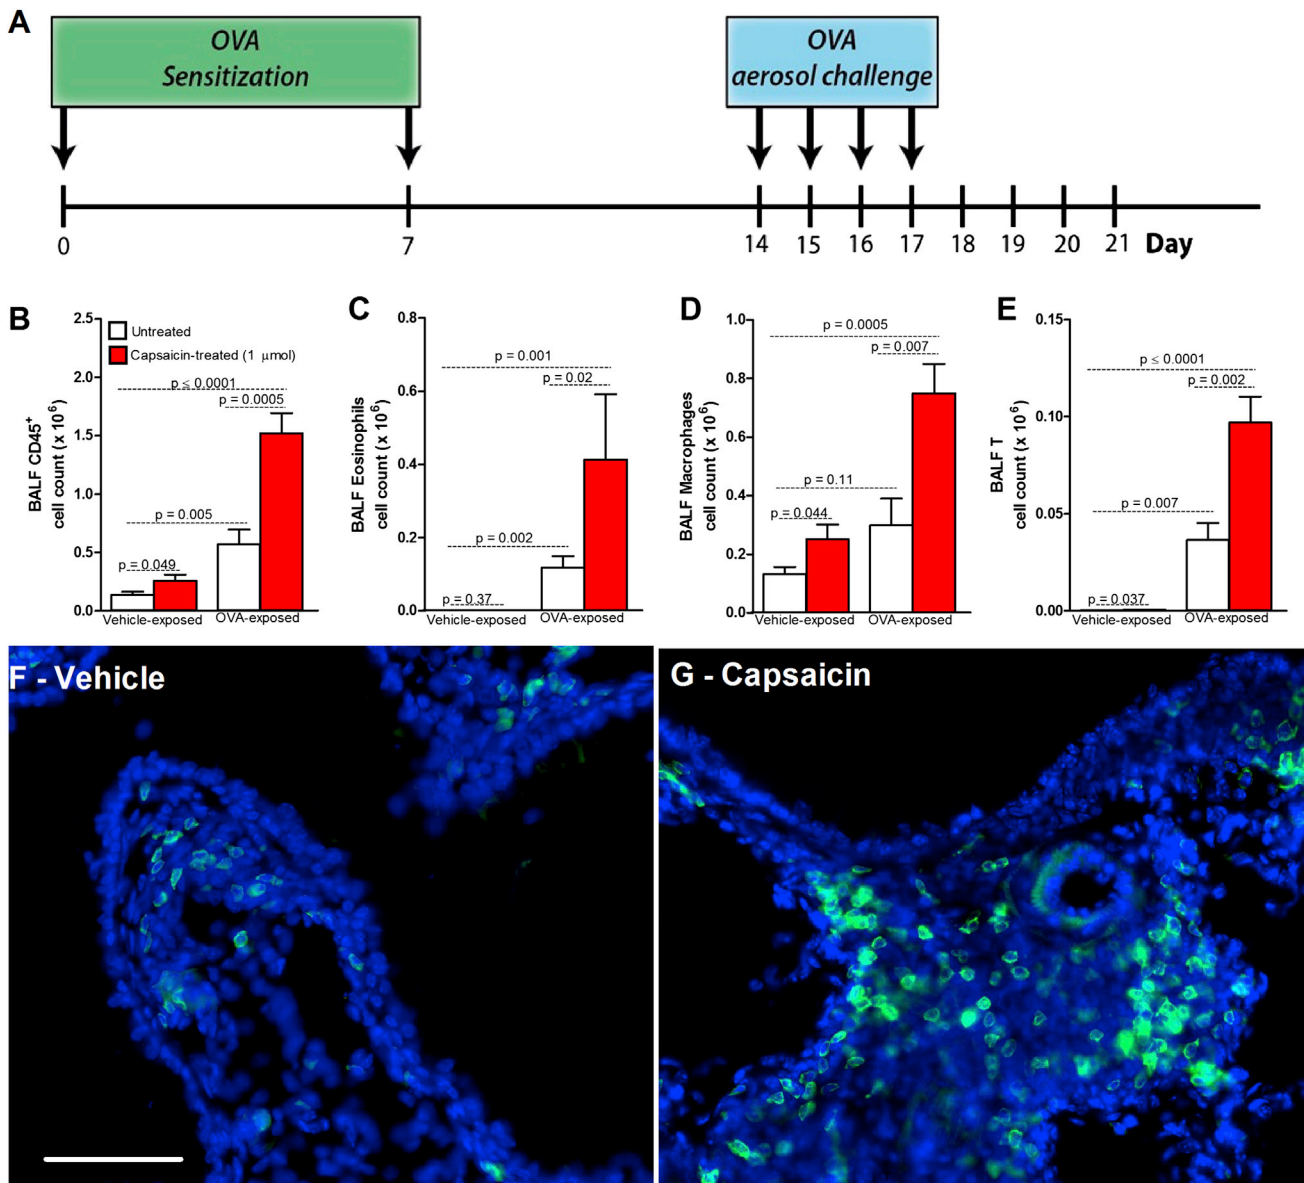 A
OVA
Sensitization
OVA
aerosol challenge
0
7
14
15
16
17
18
19
20
21
Day
B
BALF CD45+
cell count (x 10^6)
2.5
2.0
1.5
1.0
0.5
0.0
Untreated
Capsaicin-treated (1 μmol)
p ≤ 0.0001
p = 0.0005
p = 0.005
p = 0.049
Vehicle-exposed
OVA-exposed
C
BALF Eosinophils
cell count (x 10^6)
0.8
0.6
0.4
0.2
0.0
p = 0.001
p = 0.02
p = 0.002
p = 0.37
Vehicle-exposed
OVA-exposed
D
BALF Macrophages
cell count (x 10^6)
1.0
0.8
0.6
0.4
0.2
0.0
p = 0.0005
p = 0.007
p = 0.11
p = 0.044
Vehicle-exposed
OVA-exposed
E
BALF T
cell count (x 10^6)
0.15
0.10
0.05
0.00
p ≤ 0.0001
p = 0.002
p = 0.007
p = 0.037
Vehicle-exposed
OVA-exposed
F - Vehicle
G - Capsaicin